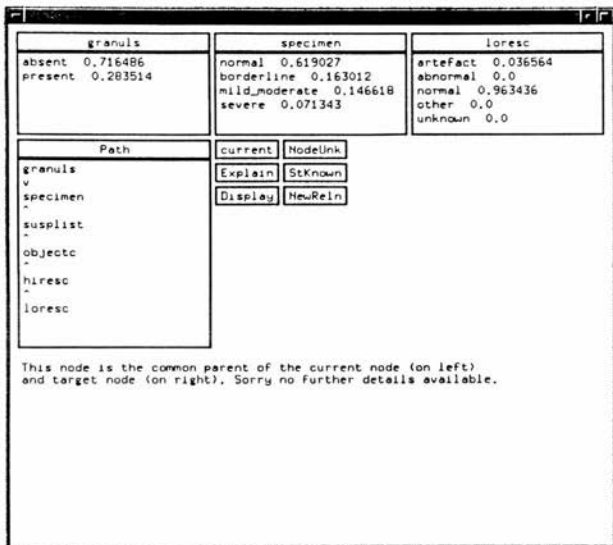 granuls
absent 0.716486
present 0.283514
specimen
normal 0.619027
borderline 0.163012
mild_moderate 0.146618
severe 0.071343
loresc
artefact 0.036564
abnormal 0.0
normal 0.963436
other 0.0
unknown 0.0
Path
granuls
v
specimen
^
susplist
^
objectc
^
hiresc
^
loresc
current NodeUnk
Explain StKnown
Display NewReln
This node is the common parent of the current node (on left)
and target node (on right). Sorry no further details available.